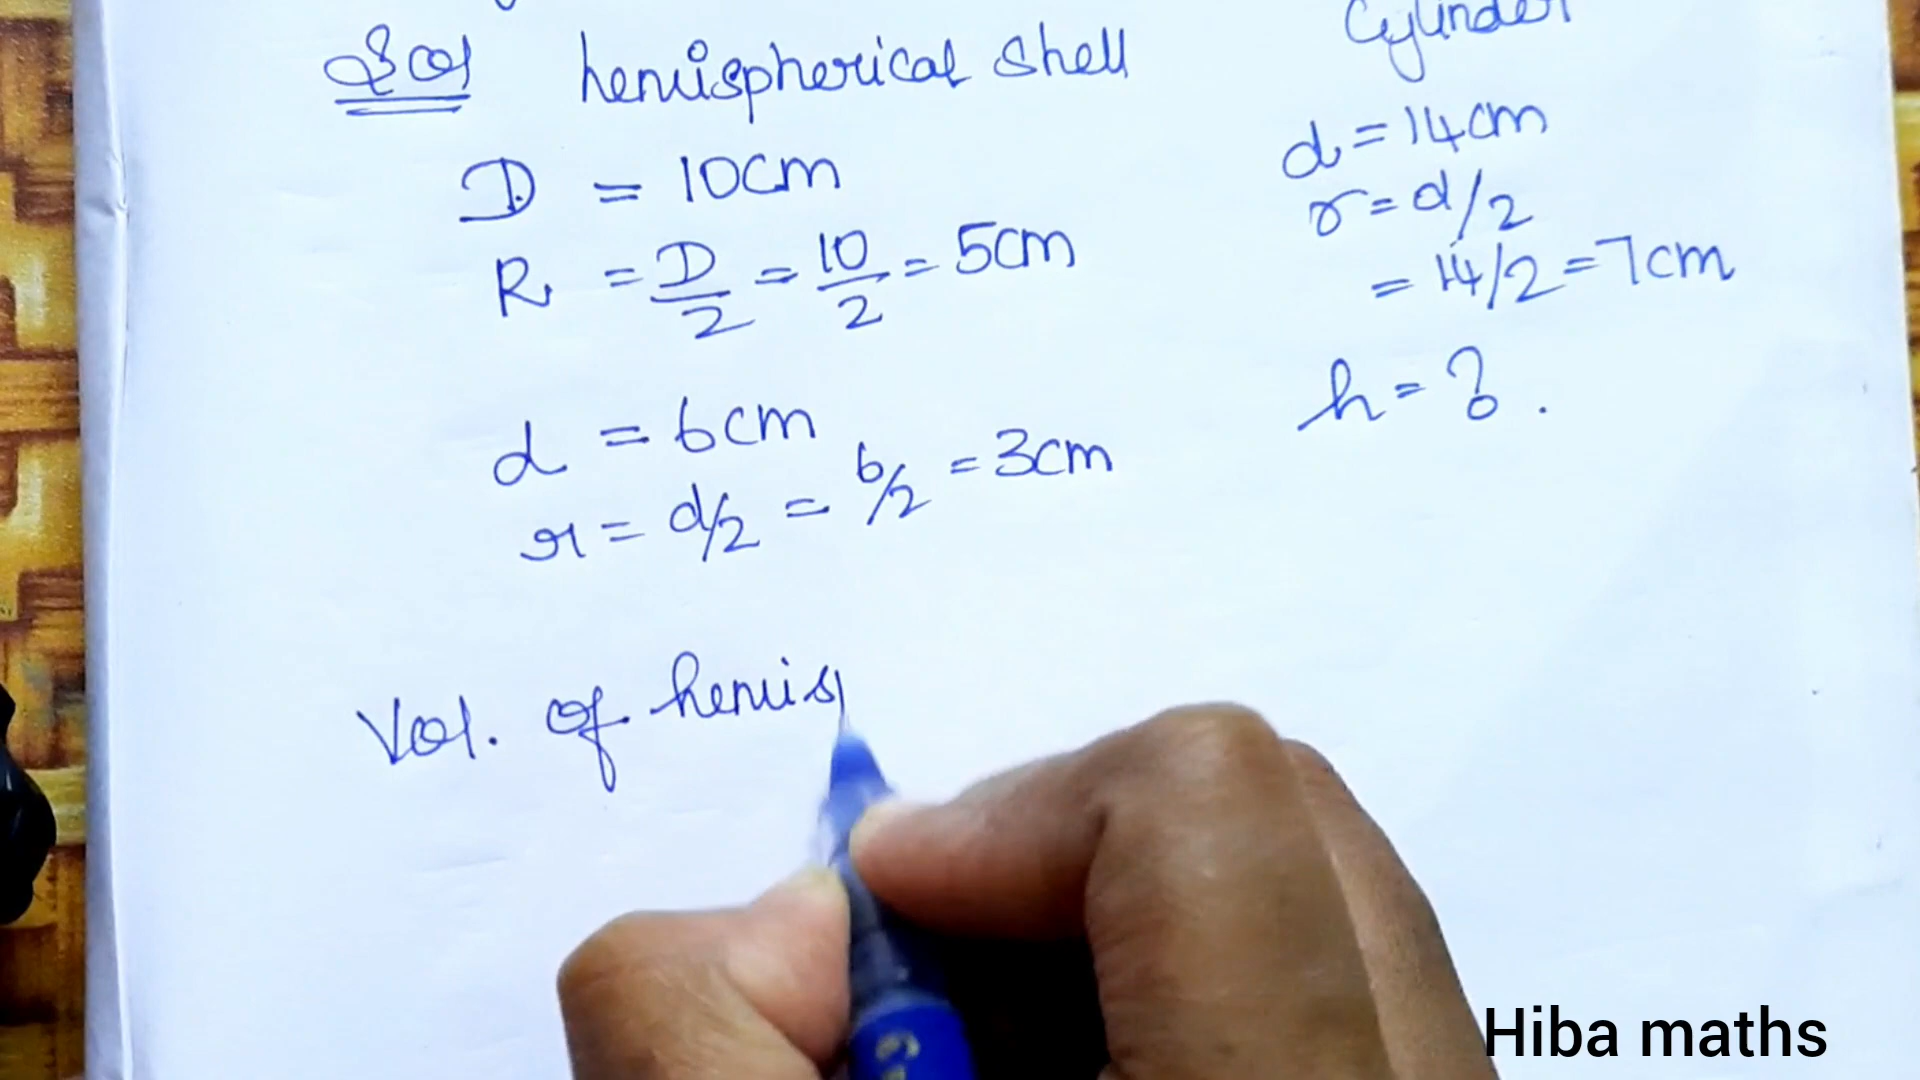 Sol hemispherical shell
D = 10cm
R = D/2 = 10/2 = 5cm
d = 6cm
r = d/2 = 6/2 = 3cm
Cylinder
d = 14cm
r = d/2
= 14/2 = 7cm
h = ?.
Vol. of hemisp
Hiba maths